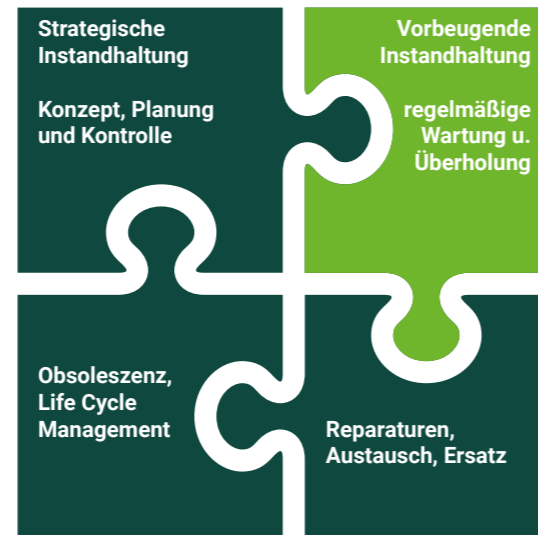 Strategische
Instandhaltung
Konzept, Planung
und Kontrolle
Vorbeugende
Instandhaltung
regelmäßige
Wartung u.
Überholung
Obsoleszenz,
Life Cycle
Management
Reparaturen,
Austausch, Ersatz